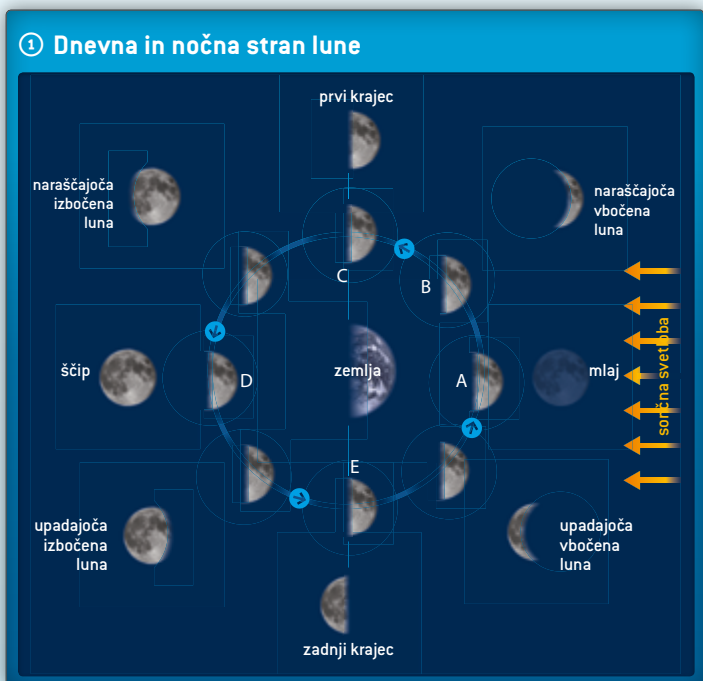 1 Dnevna in nočna stran lune
prvi krajec
naraščajoča
izbočena
luna
naraščajoča
vbočena
luna
C
B
ščip
D
zemlja
A
mlaj
sončna svetloba
E
upadajoča
izbočena
luna
upadajoča
vbočena
luna
zadnji krajec